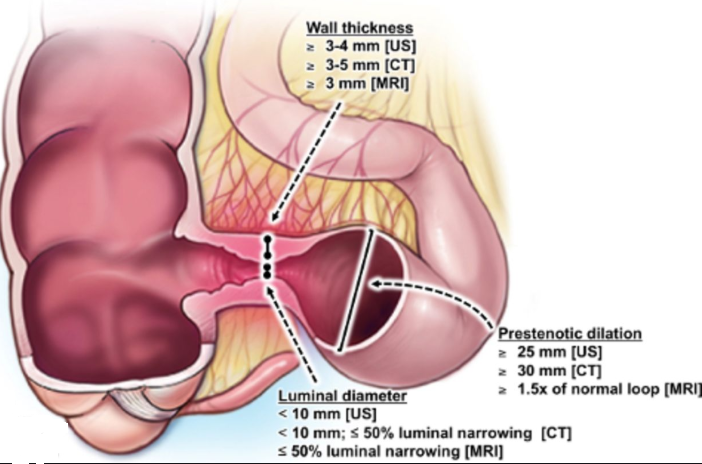 Wall thickness
≥ 3-4 mm [US]
≥ 3-5 mm [CT]
≥ 3 mm [MRI]
Prestenotic dilation
≥ 25 mm [US]
≥ 30 mm [CT]
≥ 1.5x of normal loop [MRI]
Luminal diameter
< 10 mm [US]
< 10 mm; ≤ 50% luminal narrowing [CT]
≤ 50% luminal narrowing [MRI]